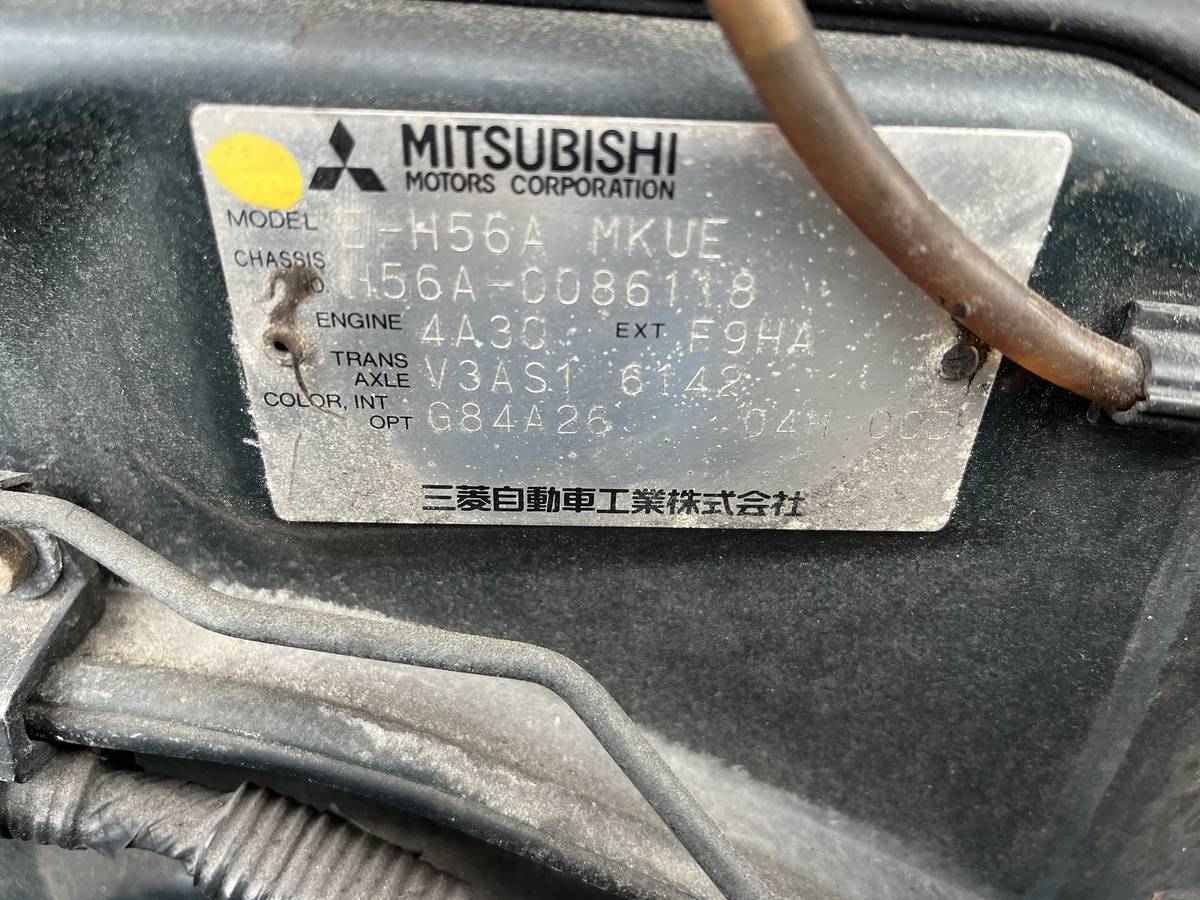 MITSUBISHI
MOTORS CORPORATION
MODEL E-H56A MKUE
CHASSIS NO. H56A-0086118
ENGINE 4A30 EXT F9HA
TRANS AXLE V3AS1 6142
COLOR, INT OPT G84A26 04H
三菱自動車工業株式会社